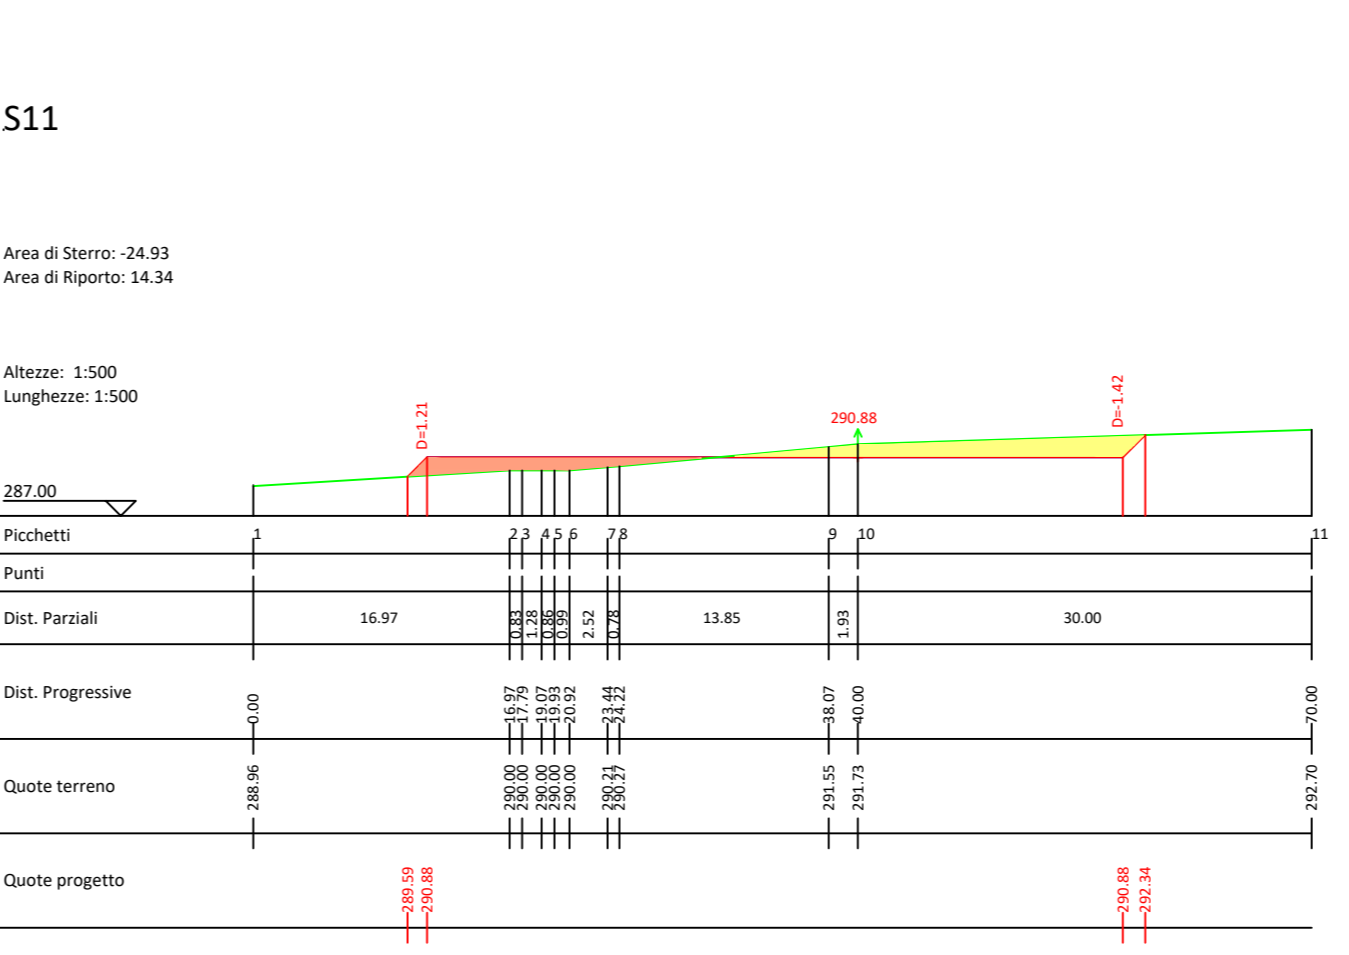 S11
Area di Sterro: -24.93
Area di Riporto: 14.34
Altezze: 1:500
Lunghezze: 1:500
D=1.21
290.88
D=-1.42
287.00
Picchetti 1 2 3 4 5 6 7 8 9 10 11
Punti
Dist. Parziali 16.97 0.83 1.28 0.86 0.99 2.52 0.78 13.85 1.93 30.00
Dist. Progressive 0.00 16.97 17.79 19.07 19.93 20.92 23.44 24.22 38.07 40.00 70.00
Quote terreno 288.96 290.00 290.00 290.00 290.00 290.00 290.21 290.27 291.55 291.73 292.70
Quote progetto 289.59 290.88 290.88 292.34